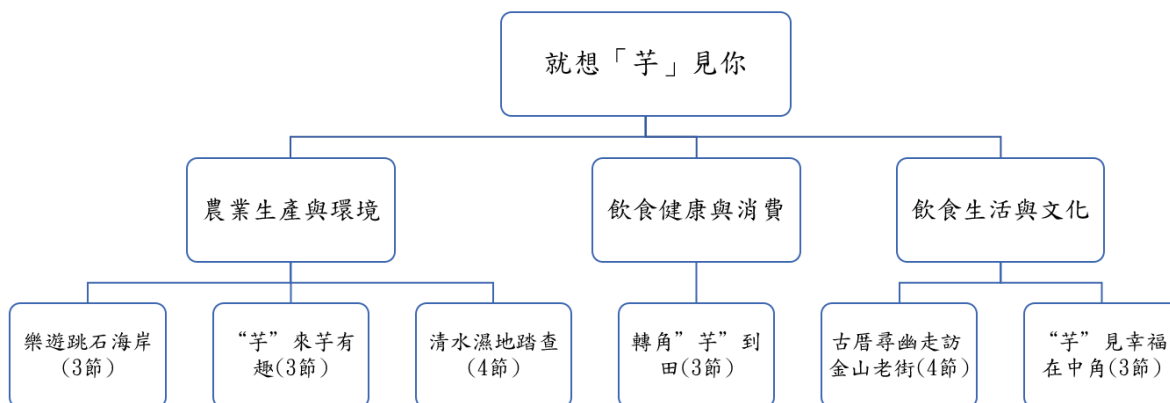 就想「芋」見你
農業生產與環境
飲食健康與消費
飲食生活與文化
樂遊跳石海岸
(3節)
“芋”來芋有
趣(3節)
清水濕地踏查
(4節)
轉角”芋”到
田(3節)
古厝尋幽走訪
金山老街(4節)
“芋”見幸福
在中角(3節)